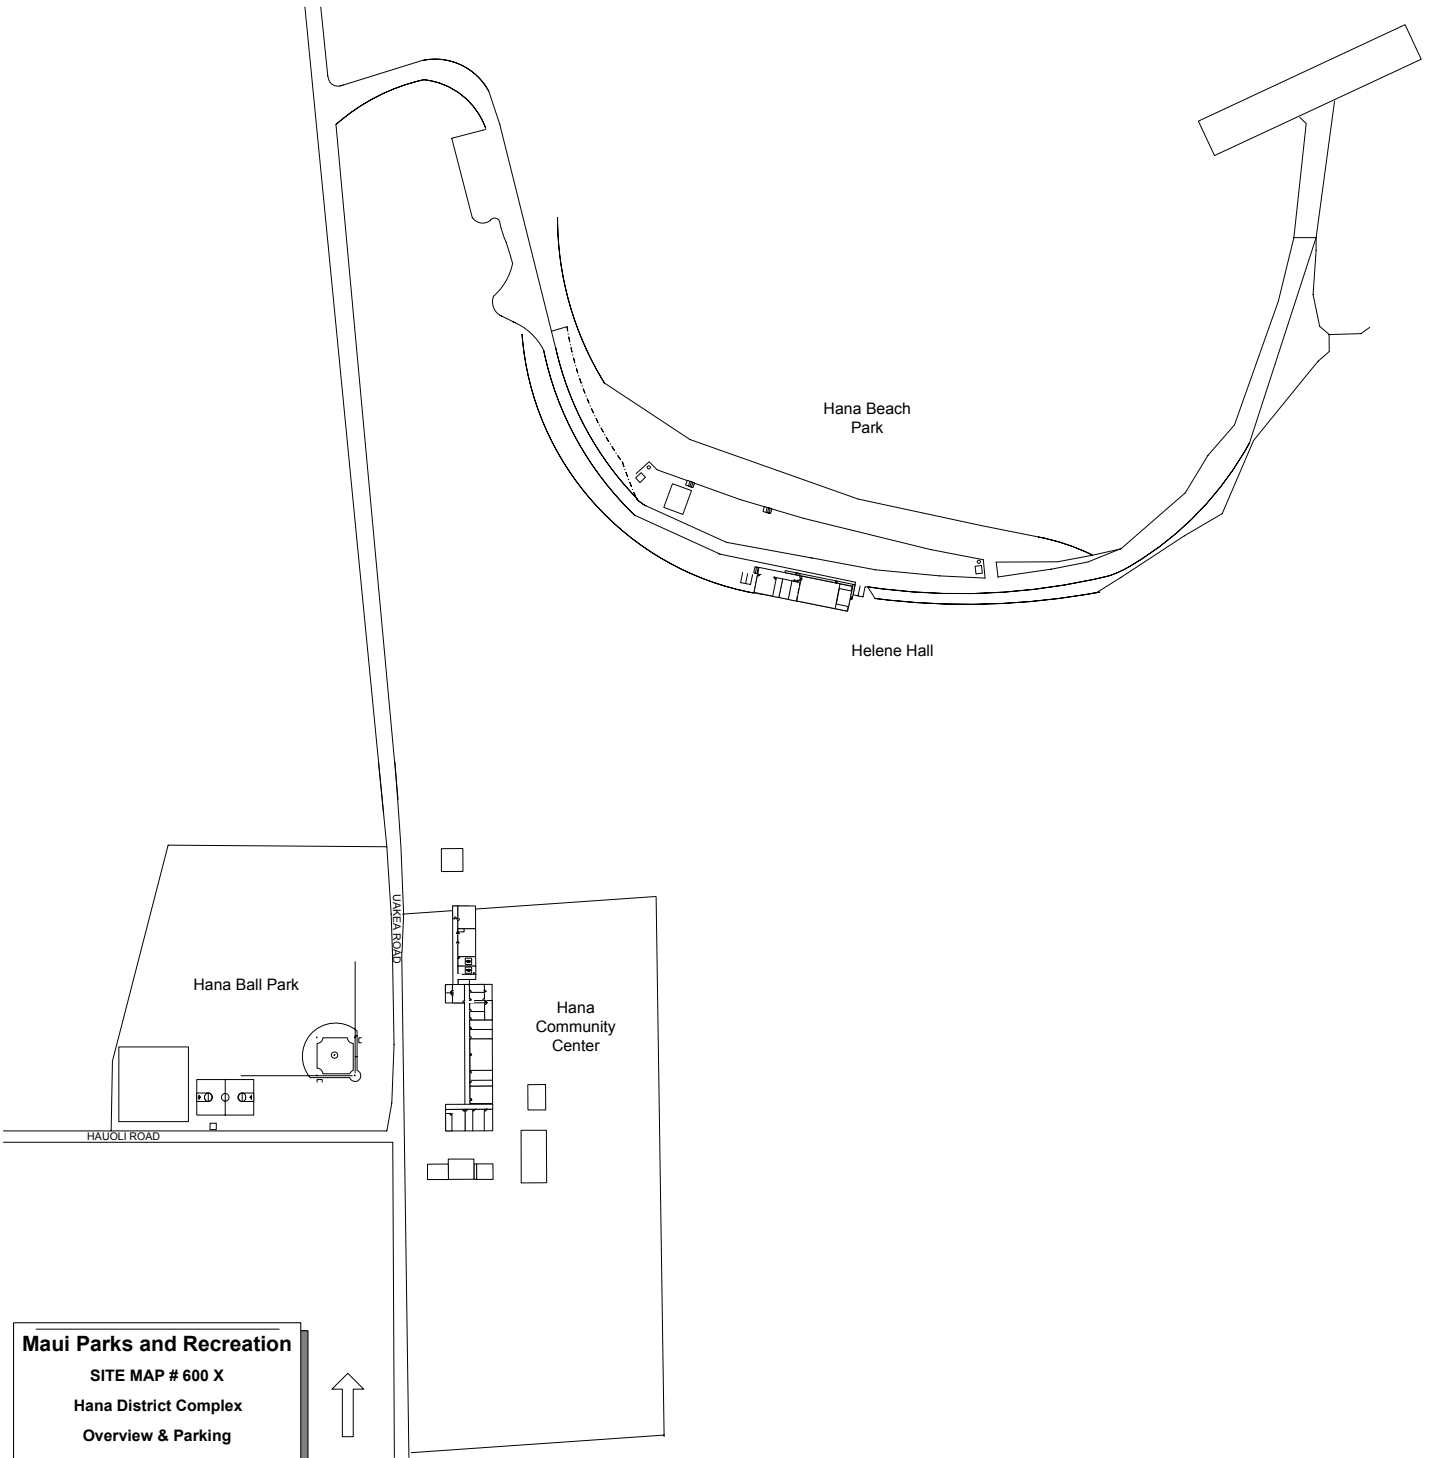 Hana Beach
Park
Helene Hall
UAKEA ROAD
Hana Ball Park
Hana
Community
Center
HAUOLI ROAD
Maui Parks and Recreation
SITE MAP # 600 X
Hana District Complex
Overview & Parking